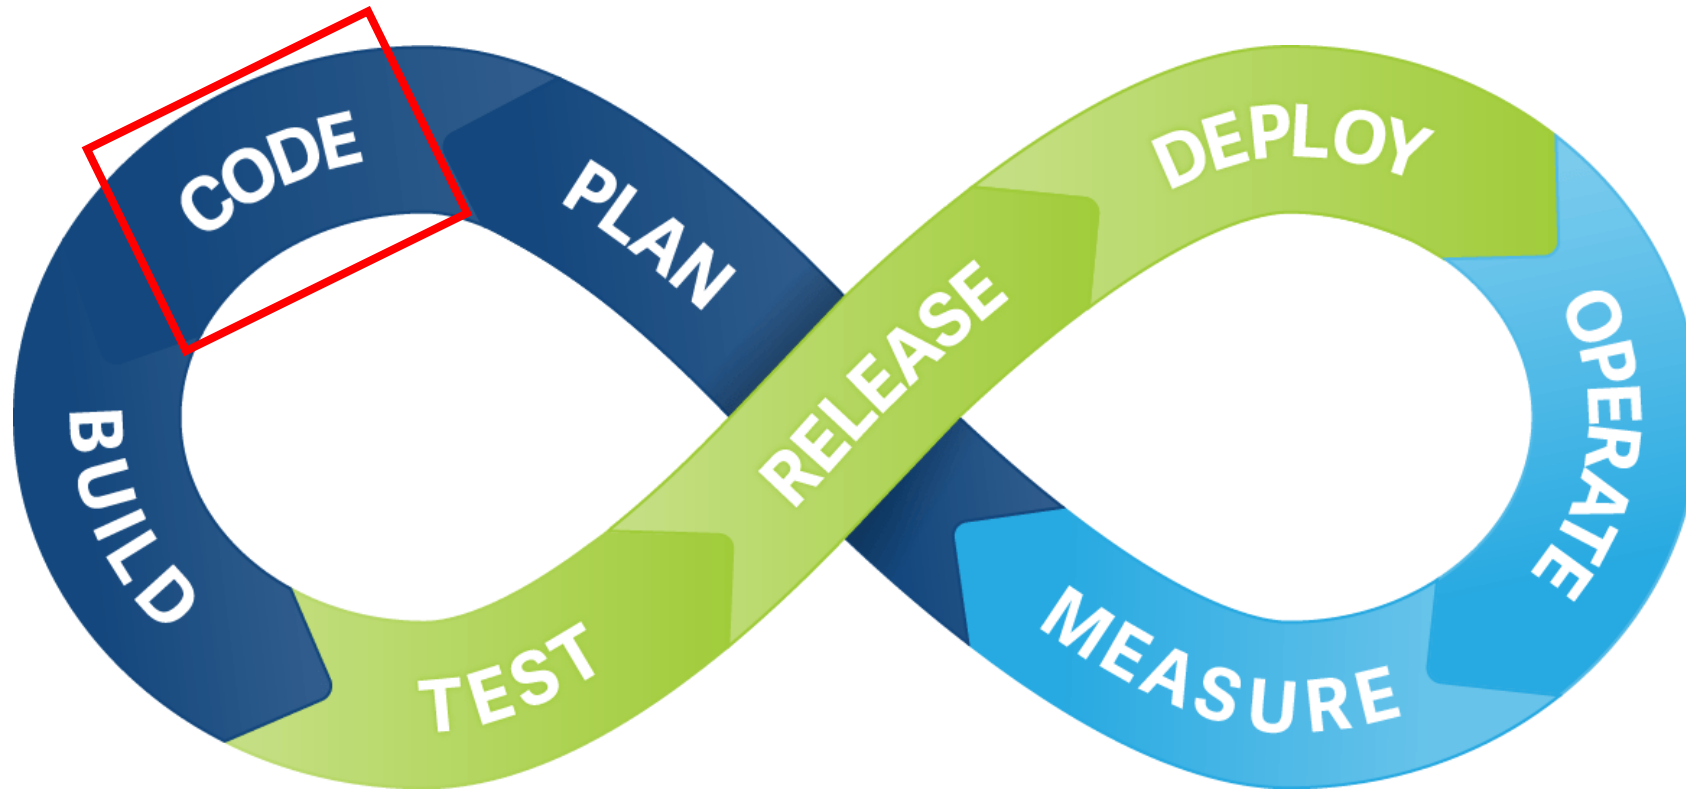 CODE
PLAN
DEPLOY
RELEASE
OPERATE
BUILD
TEST
MEASURE